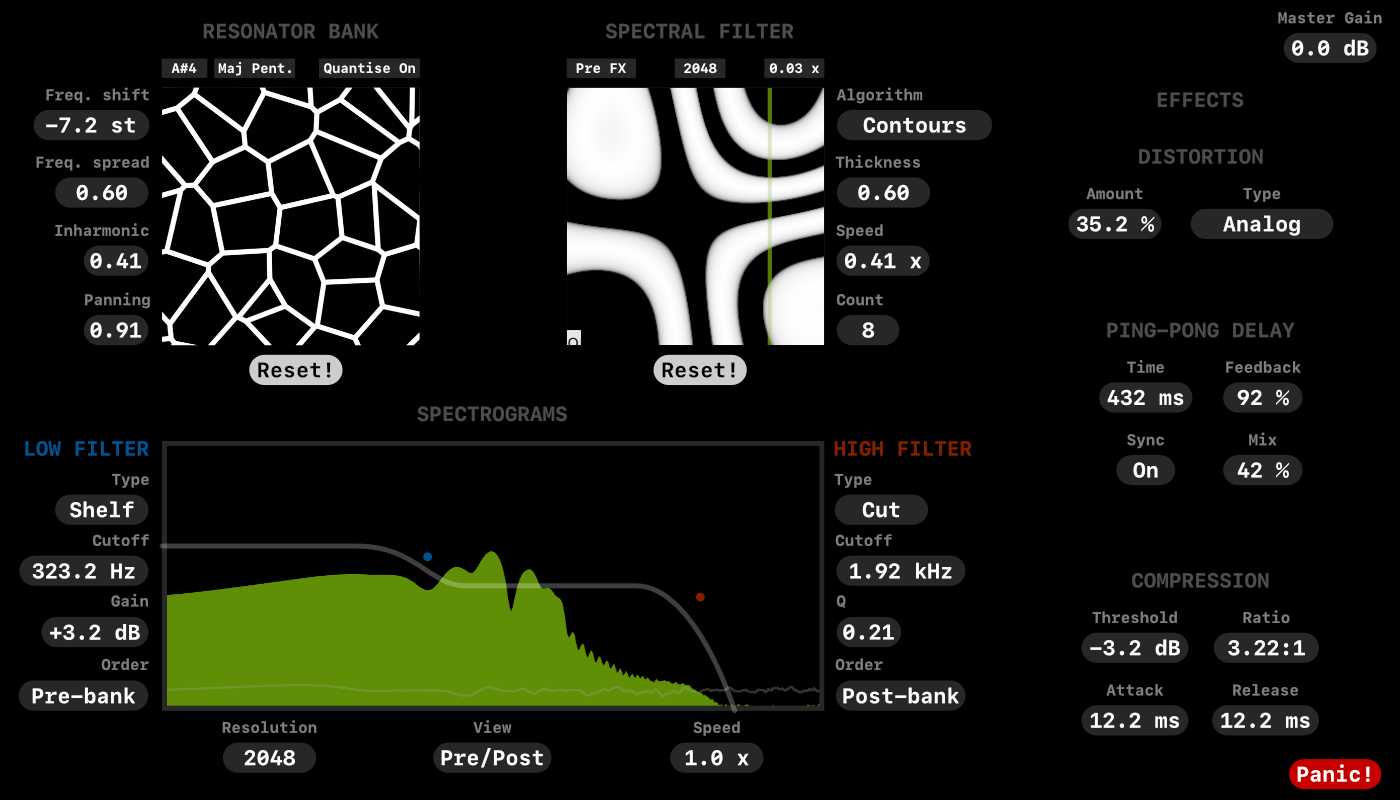 RESONATOR BANK
SPECTRAL FILTER
Master Gain
0.0 dB
A#4
Maj Pent.
Quantise On
Pre FX
2048
0.03 x
Freq. shift
−7.2 st
Freq. spread
0.60
Inharmonic
0.41
Panning
0.91
Reset!
Algorithm
Contours
Thickness
0.60
Speed
0.41 x
Count
8
Reset!
EFFECTS
DISTORTION
Amount
Type
35.2 %
Analog
PING−PONG DELAY
Time
Feedback
432 ms
92 %
Sync
Mix
On
42 %
COMPRESSION
Threshold
Ratio
−3.2 dB
3.22:1
Attack
Release
12.2 ms
12.2 ms
SPECTROGRAMS
LOW FILTER
Type
Shelf
Cutoff
323.2 Hz
Gain
+3.2 dB
Order
Pre−bank
HIGH FILTER
Type
Cut
Cutoff
1.92 kHz
Q
0.21
Order
Post−bank
Resolution
View
Speed
2048
Pre/Post
1.0 x
Panic!